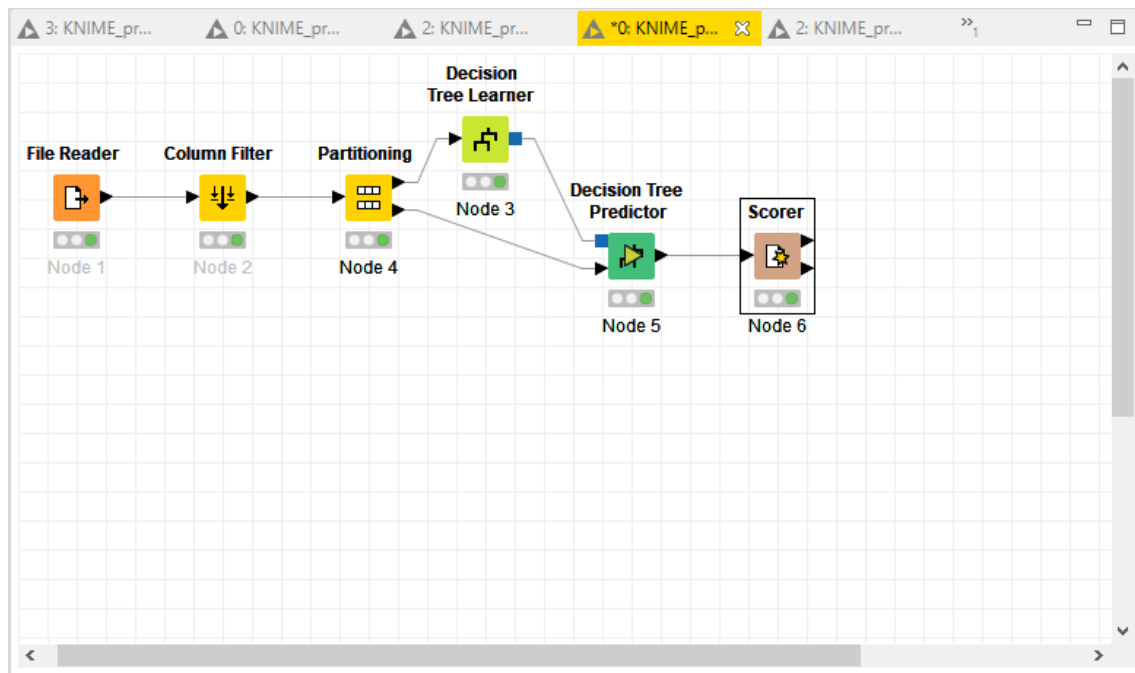 3: KNIME_pr...
0: KNIME_pr...
2: KNIME_pr...
*0: KNIME_p...
2: KNIME_pr...
»1
Decision
Tree Learner
File Reader
Column Filter
Partitioning
Node 3
Decision Tree
Predictor
Scorer
Node 1
Node 2
Node 4
Node 5
Node 6